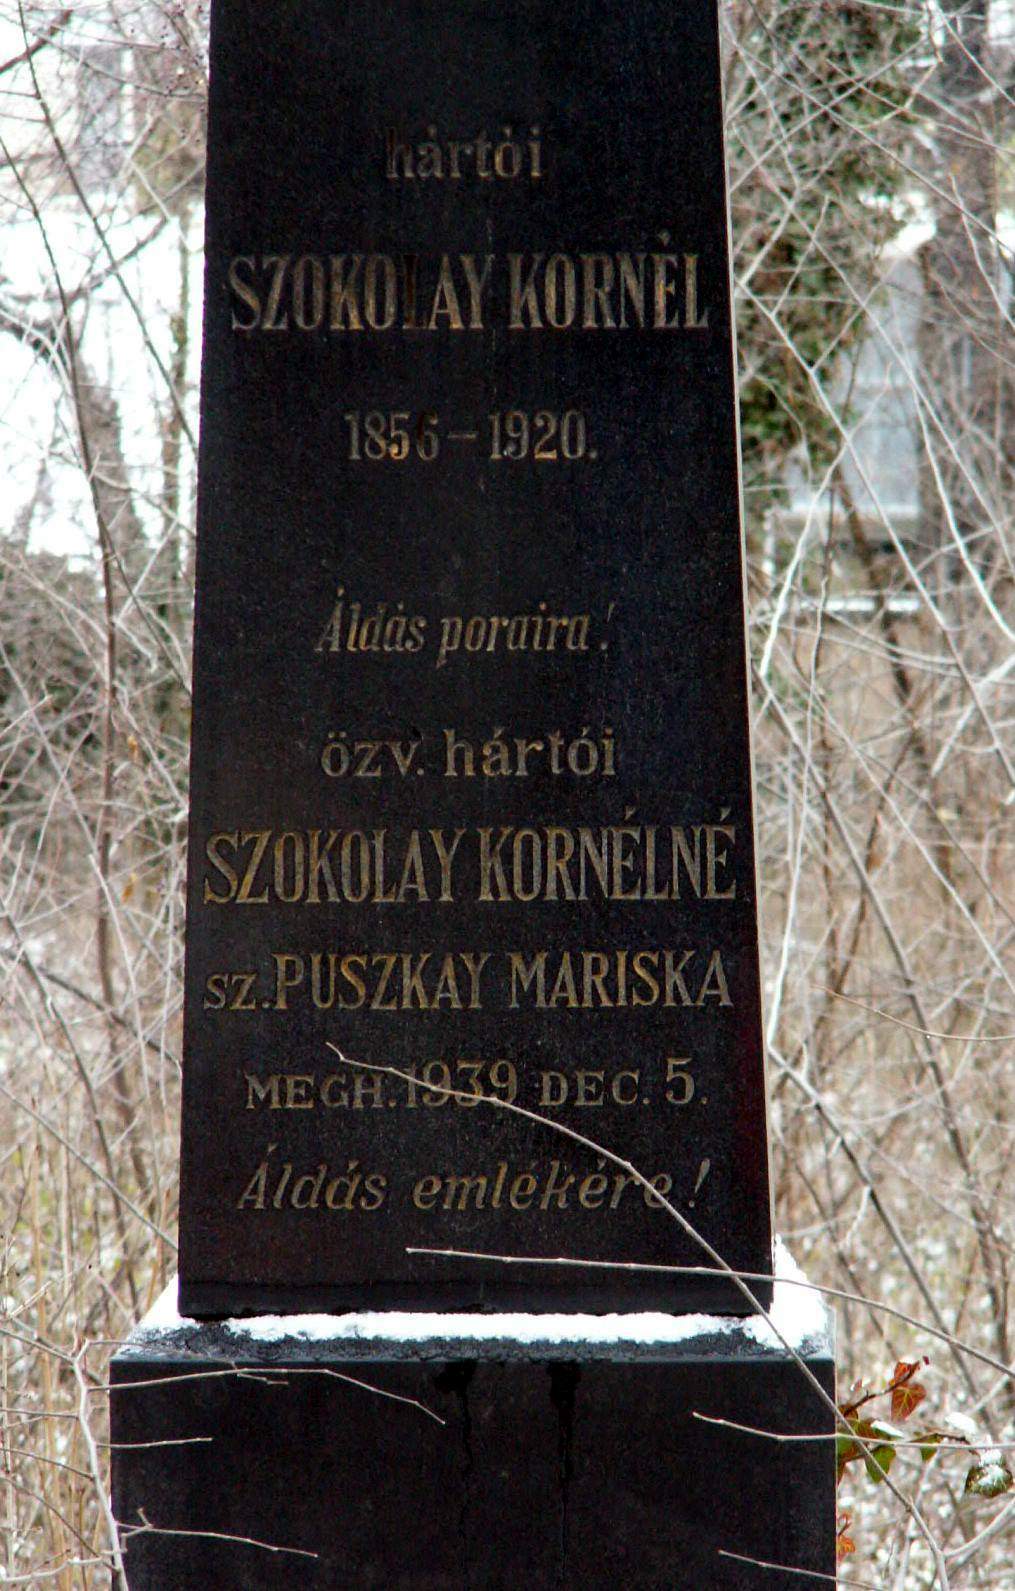 hártói
SZOKOLAY KORNÉL
1856 – 1920.
Áldás poraira!
özv. hártói
SZOKOLAY KORNÉLNÉ
SZ. PUSZKAY MARISKA
MEGH. 1939 DEC. 5.
Áldás emlékére!